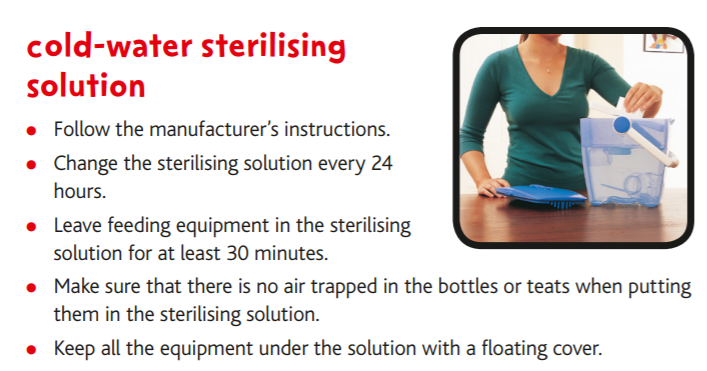 cold-water sterilising
solution
• Follow the manufacturer's instructions.
• Change the sterilising solution every 24
hours.
• Leave feeding equipment in the sterilising
solution for at least 30 minutes.
• Make sure that there is no air trapped in the bottles or teats when putting
them in the sterilising solution.
• Keep all the equipment under the solution with a floating cover.